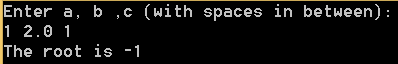 Enter a, b ,c (with spaces in between):
1 2.0 1
The root is -1